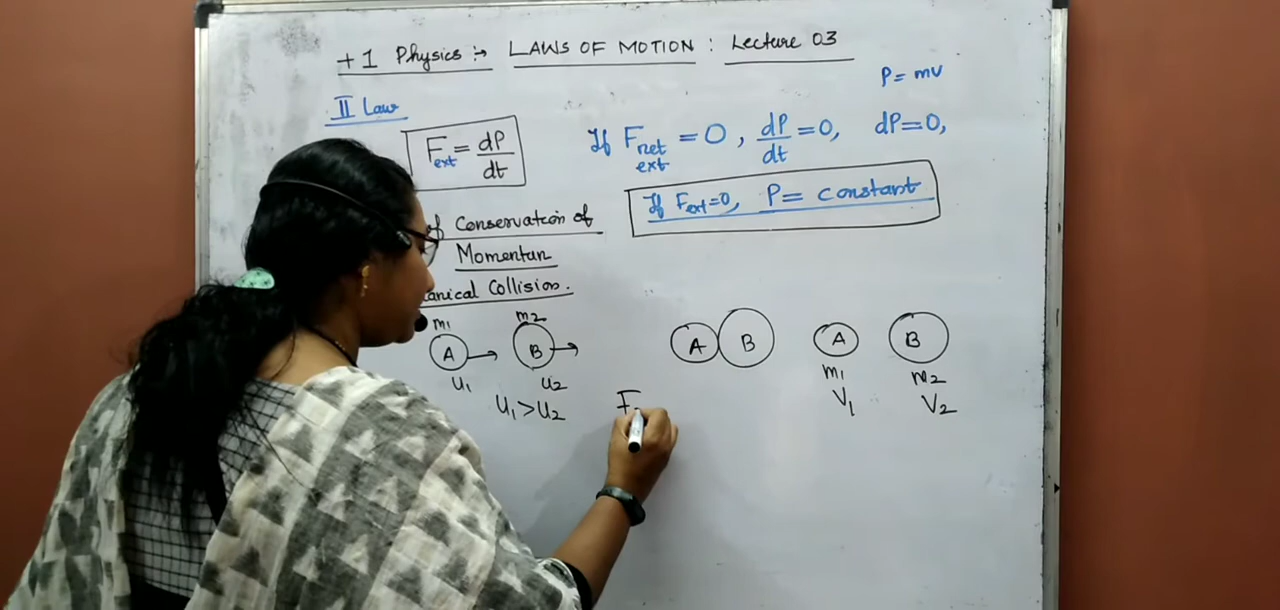 +1 Physics :- LAWS OF MOTION : Lecture 03
P = mv
II Law
F ext = dP/dt
If F net ext = 0, dP/dt = 0, dP = 0,
If Fext = 0, P = constant
of Conservation of
Momentum
Collision.
m1 m2
A B A B A B
U1 U2 m1 m2
U1 > U2 V1 V2
F